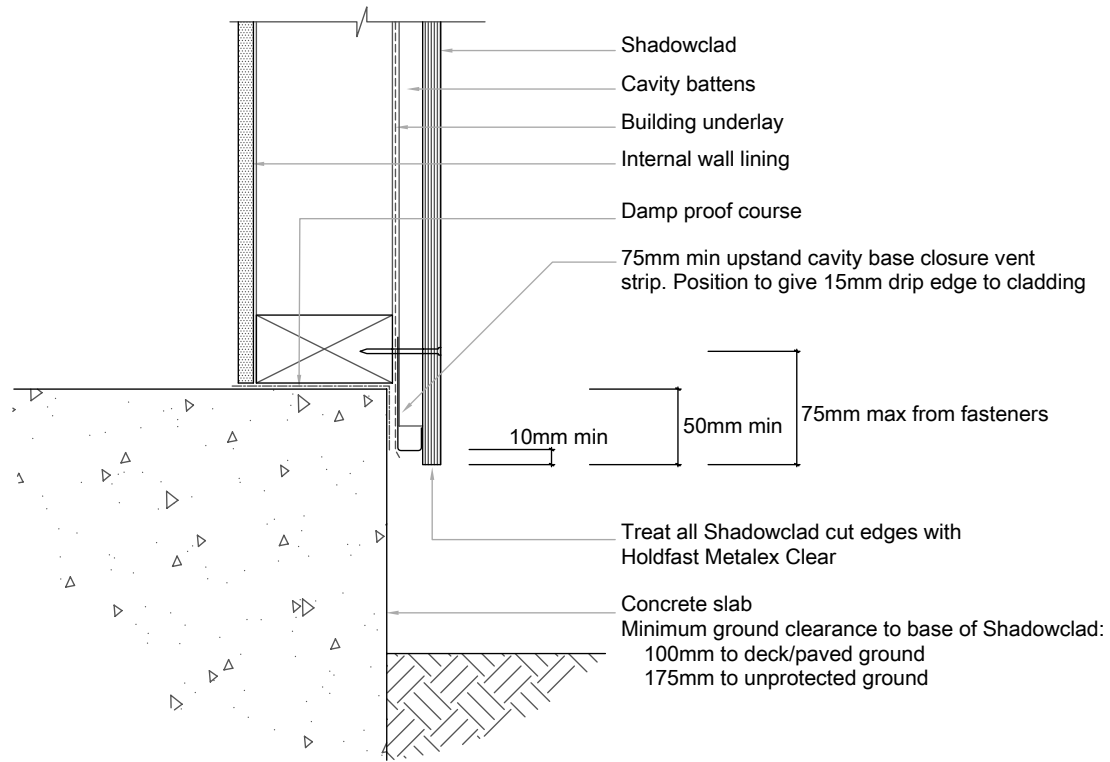 Shadowclad
Cavity battens
Building underlay
Internal wall lining
Damp proof course
75mm min upstand cavity base closure vent
strip. Position to give 15mm drip edge to cladding
10mm min
50mm min
75mm max from fasteners
Treat all Shadowclad cut edges with
Holdfast Metalex Clear
Concrete slab
Minimum ground clearance to base of Shadowclad:
100mm to deck/paved ground
175mm to unprotected ground